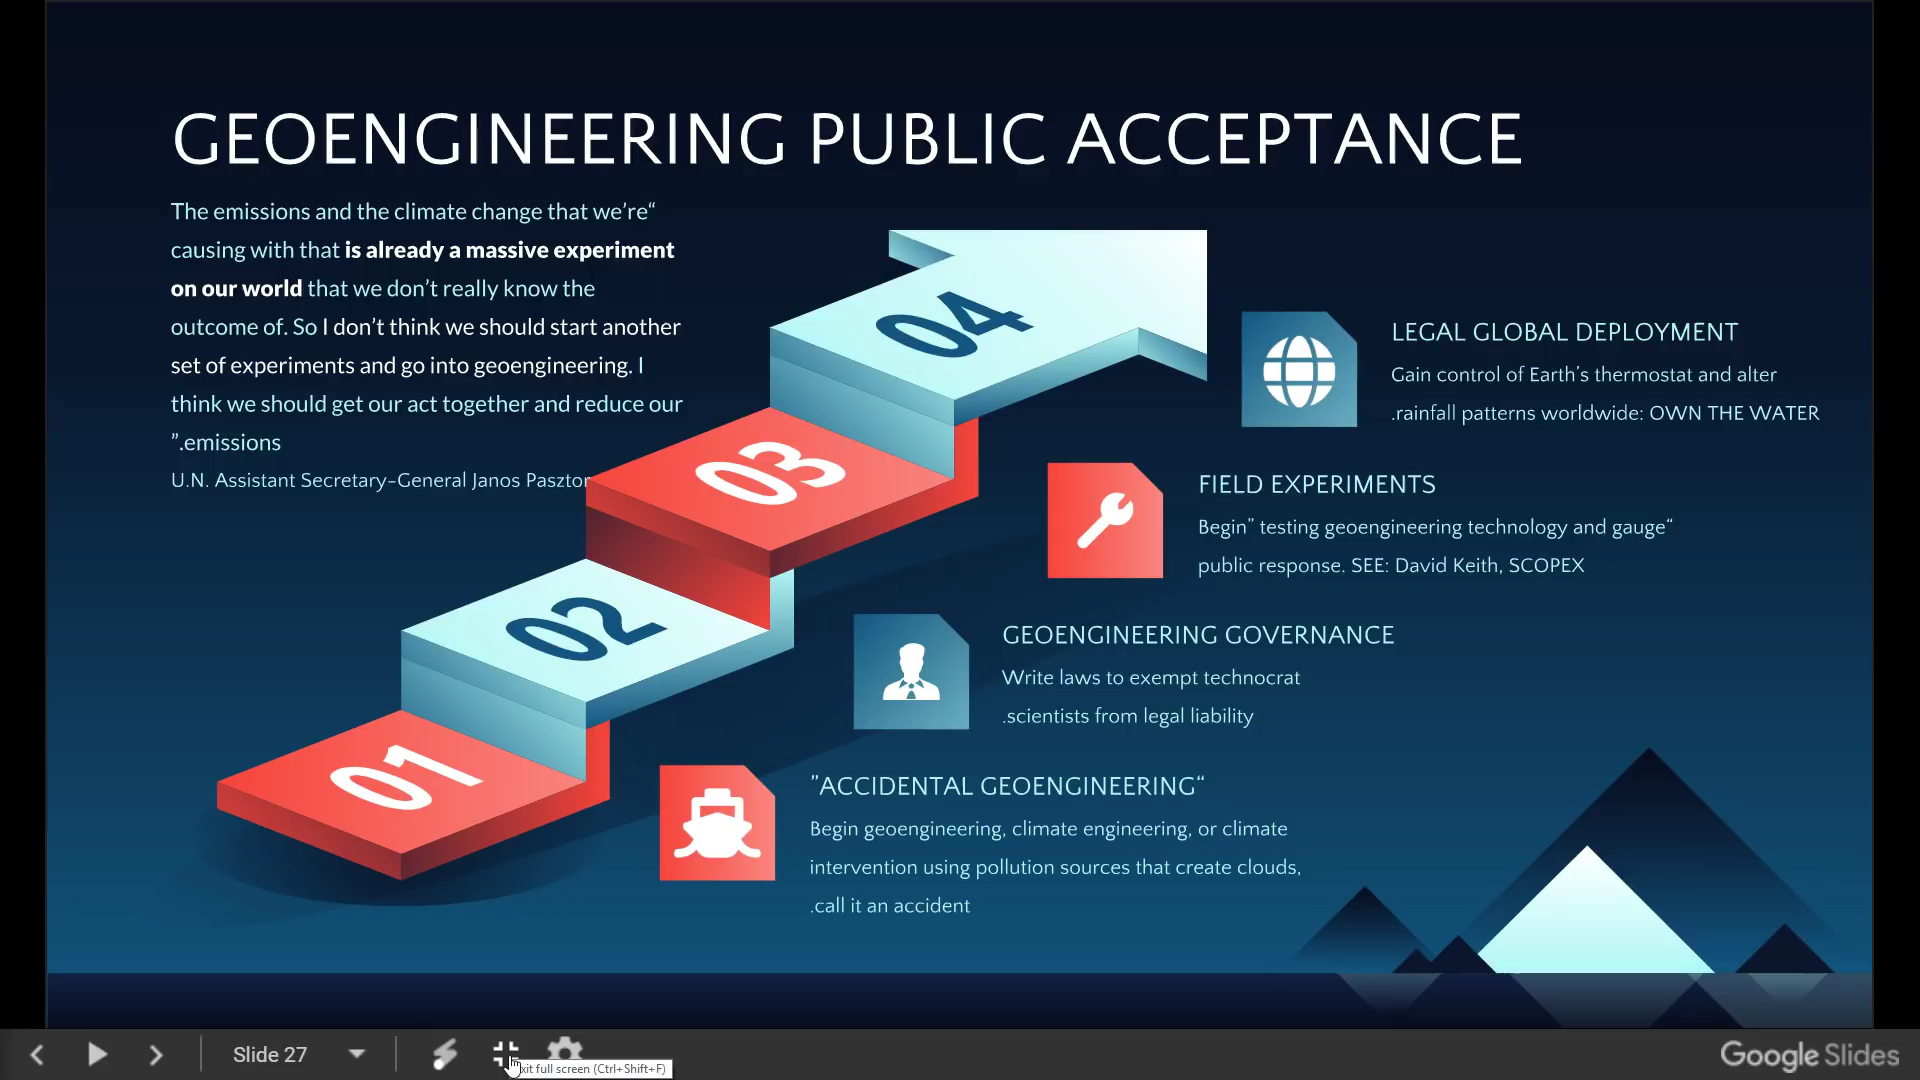 GEOENGINEERING PUBLIC ACCEPTANCE
The emissions and the climate change that we’re“
causing with that is already a massive experiment
on our world that we don’t really know the
outcome of. So I don’t think we should start another
set of experiments and go into geoengineering. I
think we should get our act together and reduce our
”.emissions
U.N. Assistant Secretary-General Janos Pasztor
04
LEGAL GLOBAL DEPLOYMENT
Gain control of Earth’s thermostat and alter
.rainfall patterns worldwide: OWN THE WATER
03
FIELD EXPERIMENTS
Begin” testing geoengineering technology and gauge“
public response. SEE: David Keith, SCOPEX
02
GEOENGINEERING GOVERNANCE
Write laws to exempt technocrat
.scientists from legal liability
01
”ACCIDENTAL GEOENGINEERING“
Begin geoengineering, climate engineering, or climate
intervention using pollution sources that create clouds,
.call it an accident
Slide 27
xit full screen (Ctrl+Shift+F)
Google Slides